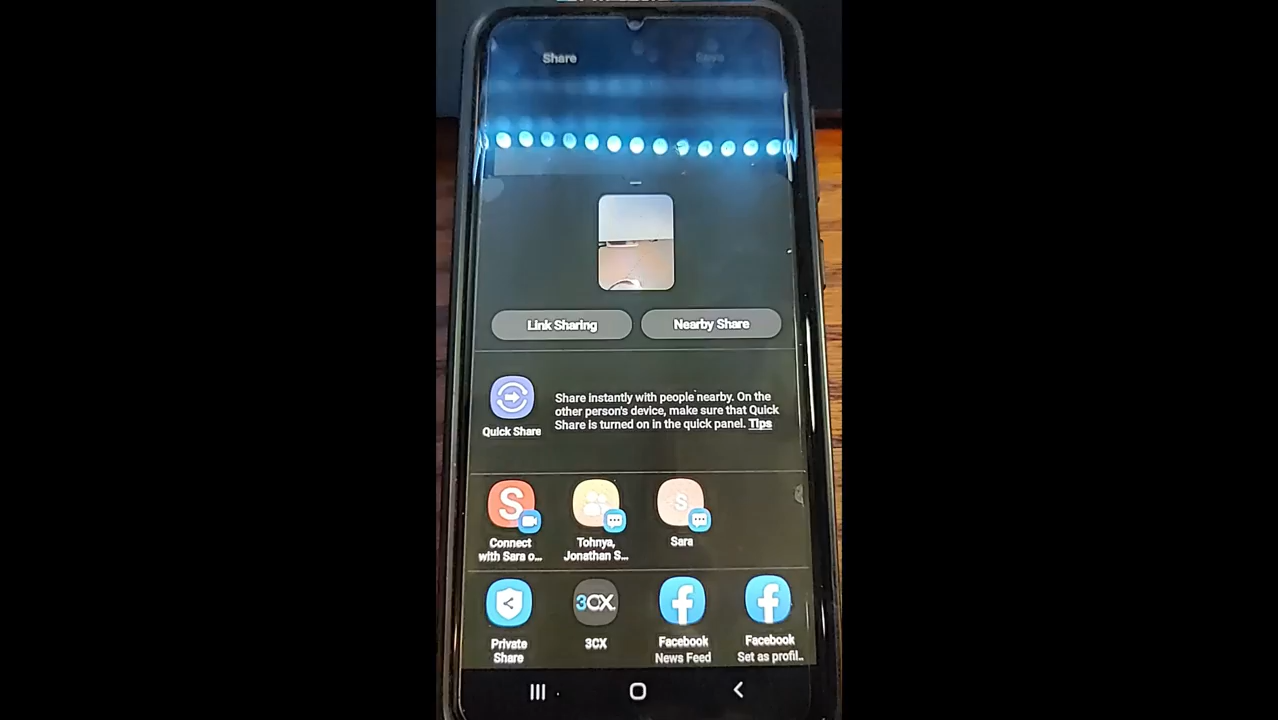 Share
Save
Link Sharing
Nearby Share
Quick Share
Share instantly with people nearby. On the
other person's device, make sure that Quick
Share is turned on in the quick panel. Tips
S
S
Connect
with Sara o...
Tohnya,
Jonathan S...
Sara
3CX
Private
Share
3CX
Facebook
News Feed
Facebook
Set as profil..